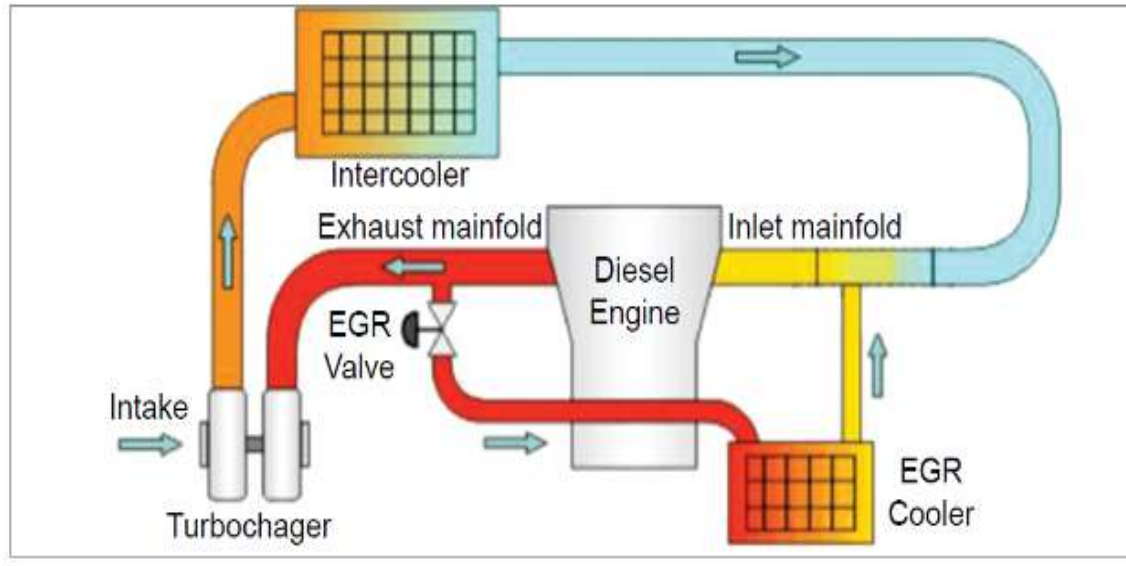 Intercooler
Exhaust mainfold
Inlet mainfold
Diesel
Engine
EGR
Valve
Intake
Turbochager
EGR
Cooler